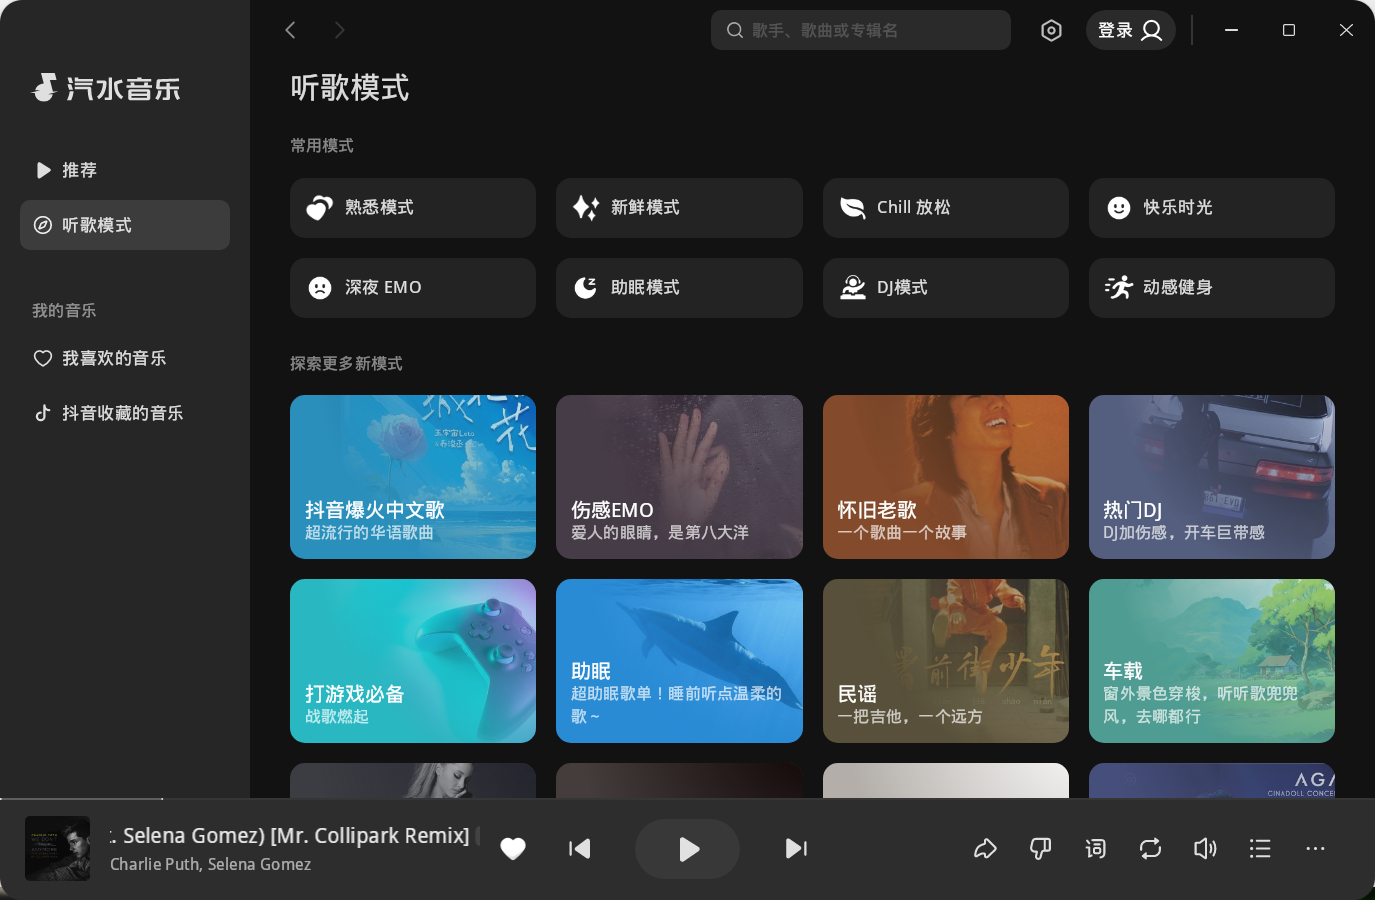 歌手、歌曲或专辑名
登录
汽水音乐
推荐
听歌模式
我的音乐
我喜欢的音乐
抖音收藏的音乐
听歌模式
常用模式
熟悉模式
新鲜模式
Chill 放松
快乐时光
深夜 EMO
助眠模式
DJ模式
动感健身
探索更多新模式
抖音爆火中文歌
超流行的华语歌曲
伤感EMO
爱人的眼睛，是第八大洋
怀旧老歌
一个歌曲一个故事
热门DJ
DJ加伤感，开车巨带感
打游戏必备
战歌燃起
助眠
超助眠歌单！睡前听点温柔的
歌 ~
前街少年
民谣
一把吉他，一个远方
车载
窗外景色穿梭，听听歌兜兜
风，去哪都行
AGA
. Selena Gomez) [Mr. Collipark Remix]
Charlie Puth, Selena Gomez
词